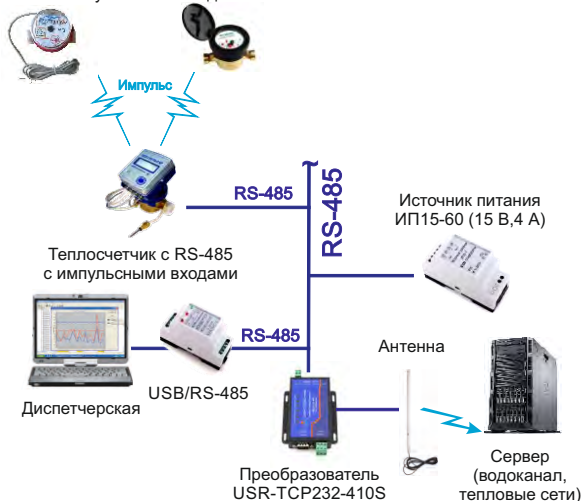 Импульс
RS-485
RS-485
Источник питания
ИП15-60 (15 В,4 А)
Теплосчетчик с RS-485
с импульсными входами
RS-485
Антенна
USB/RS-485
Диспетчерская
Преобразователь
USR-TCP232-410S
Сервер
(водоканал,
тепловые сети)